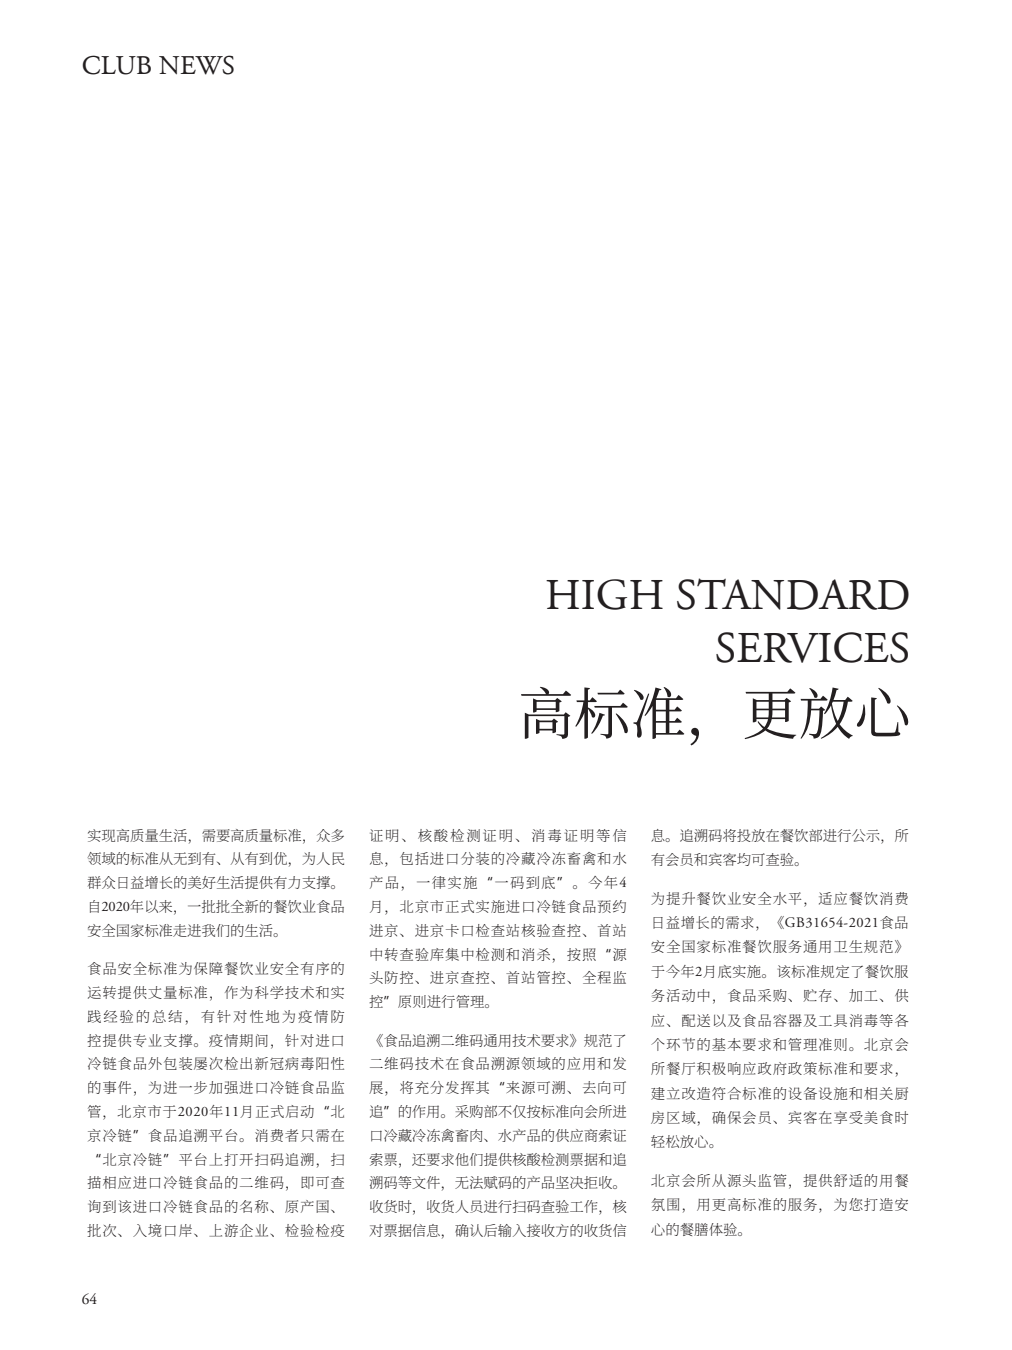 CLUB NEWS
HIGH STANDARD
SERVICES
高标准，更放心
实现高质量生活，需要高质量标准，众多
领域的标准从无到有、从有到优，为人民
群众日益增长的美好生活提供有力支撑。
自2020年以来，一批批全新的餐饮业食品
安全国家标准走进我们的生活。
食品安全标准为保障餐饮业安全有序的
运转提供丈量标准，作为科学技术和实
践经验的总结，有针对性地为疫情防
控提供专业支撑。疫情期间，针对进口
冷链食品外包装屡次检出新冠病毒阳性
的事件，为进一步加强进口冷链食品监
管，北京市于2020年11月正式启动“北
京冷链”食品追溯平台。消费者只需在
“北京冷链”平台上打开扫码追溯，扫
描相应进口冷链食品的二维码，即可查
询到该进口冷链食品的名称、原产国、
批次、入境口岸、上游企业、检验检疫
证明、核酸检测证明、消毒证明等信
息，包括进口分装的冷藏冷冻畜禽和水
产品，一律实施“一码到底”。今年4
月，北京市正式实施进口冷链食品预约
进京、进京卡口检查站核验查控、首站
中转查验库集中检测和消杀，按照“源
头防控、进京查控、首站管控、全程监
控”原则进行管理。
《食品追溯二维码通用技术要求》规范了
二维码技术在食品溯源领域的应用和发
展，将充分发挥其“来源可溯、去向可
追”的作用。采购部不仅按标准向会所进
口冷藏冷冻禽畜肉、水产品的供应商索证
索票，还要求他们提供核酸检测票据和追
溯码等文件，无法赋码的产品坚决拒收。
收货时，收货人员进行扫码查验工作，核
对票据信息，确认后输入接收方的收货信
息。追溯码将投放在餐饮部进行公示，所
有会员和宾客均可查验。
为提升餐饮业安全水平，适应餐饮消费
日益增长的需求，《GB31654-2021食品
安全国家标准餐饮服务通用卫生规范》
于今年2月底实施。该标准规定了餐饮服
务活动中，食品采购、贮存、加工、供
应、配送以及食品容器及工具消毒等各
个环节的基本要求和管理准则。北京会
所餐厅积极响应政府政策标准和要求，
建立改造符合标准的设备设施和相关厨
房区域，确保会员、宾客在享受美食时
轻松放心。
北京会所从源头监管，提供舒适的用餐
氛围，用更高标准的服务，为您打造安
心的餐膳体验。
64